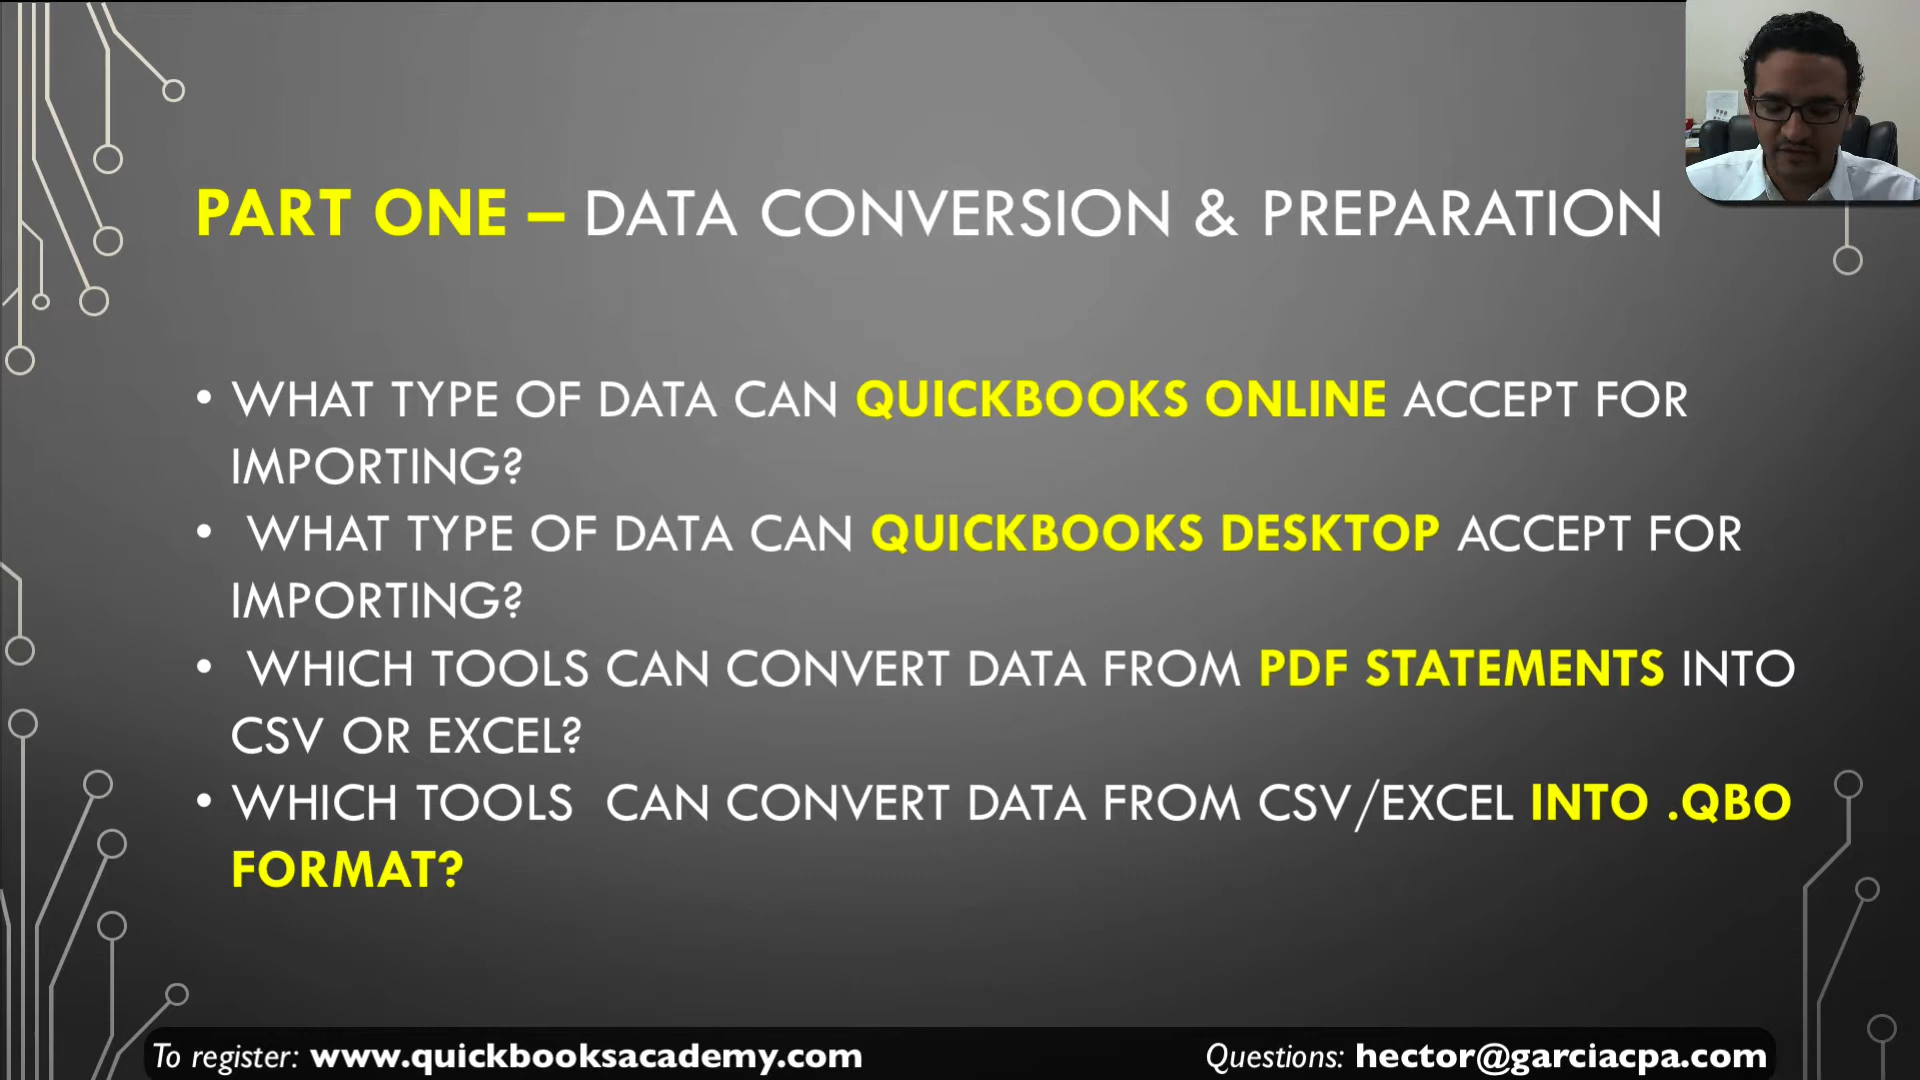 PART ONE – DATA CONVERSION & PREPARATION
• WHAT TYPE OF DATA CAN QUICKBOOKS ONLINE ACCEPT FOR
IMPORTING?
• WHAT TYPE OF DATA CAN QUICKBOOKS DESKTOP ACCEPT FOR
IMPORTING?
• WHICH TOOLS CAN CONVERT DATA FROM PDF STATEMENTS INTO
CSV OR EXCEL?
• WHICH TOOLS CAN CONVERT DATA FROM CSV/EXCEL INTO .QBO
FORMAT?
To register: www.quickbooksacademy.com
Questions: hector@garciacpa.com